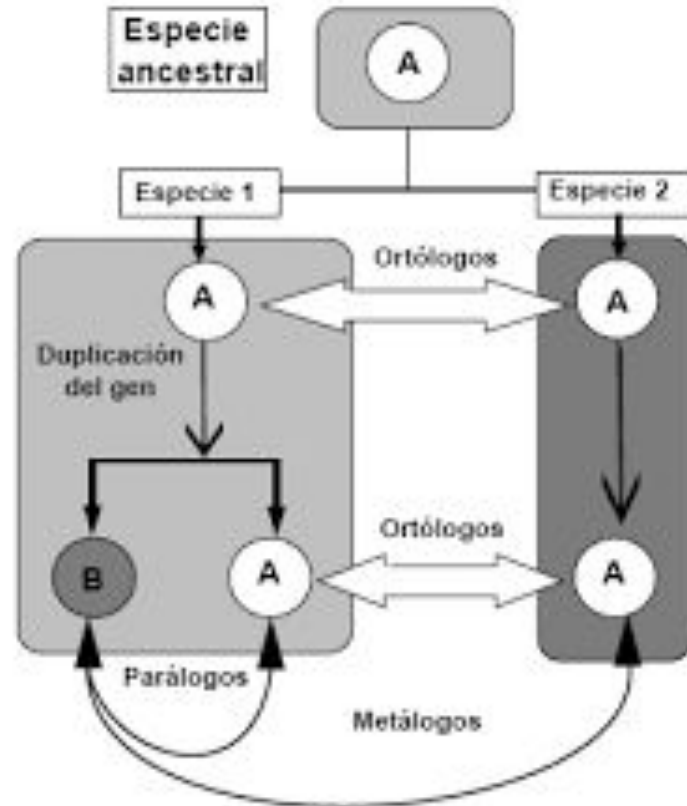 Especie
ancestral
A
Especie 1
Especie 2
Ortólogos
A
A
Duplicación
del gen
Ortólogos
B
A
A
Parálogos
Metálogos